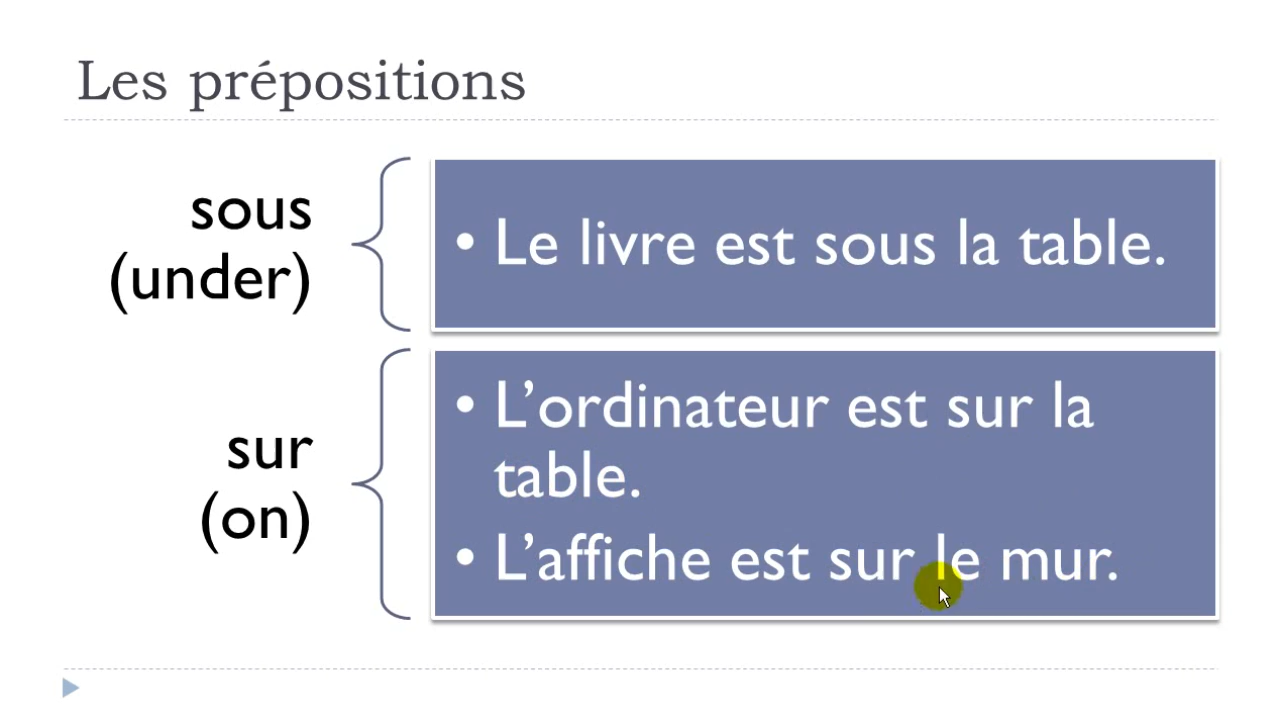 Les prépositions
sous
(under)
• Le livre est sous la table.
sur
(on)
• L’ordinateur est sur la
table.
• L’affiche est sur le mur.